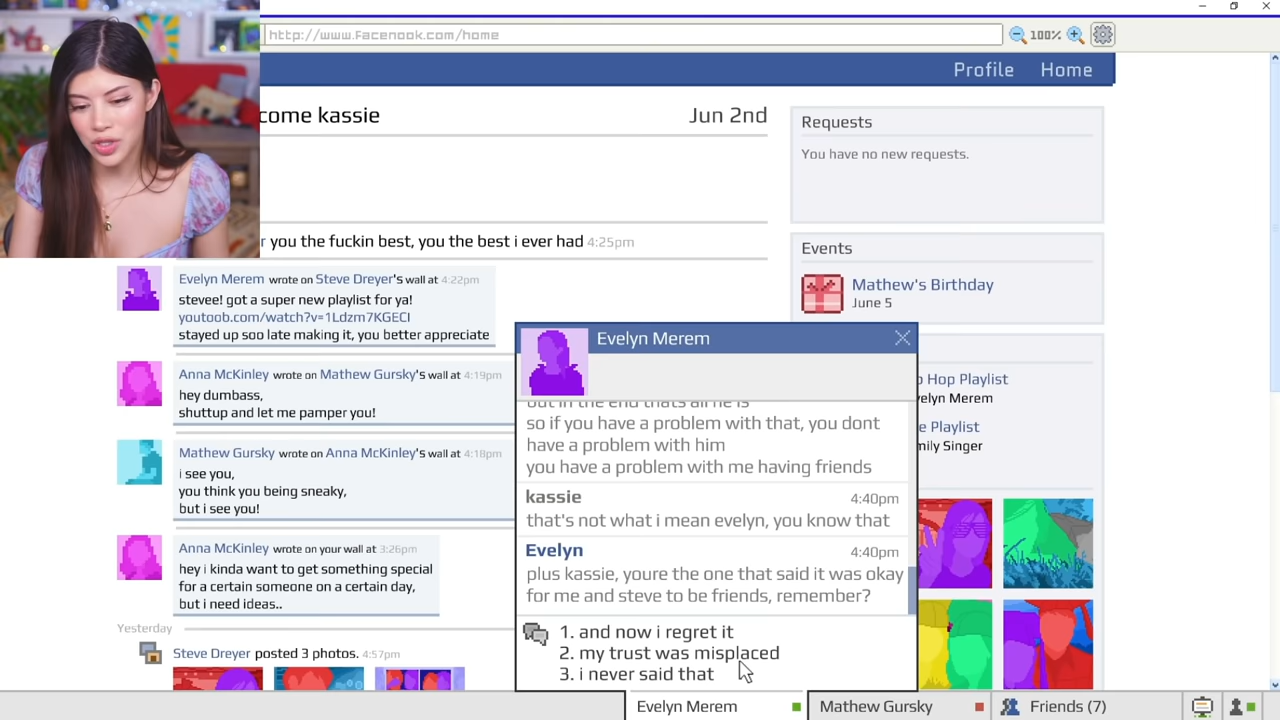 http://www.facenook.com/home
100%
Profile Home
come kassie
Jun 2nd
Requests
You have no new requests.
r you the fuckin best, you the best i ever had 4:25pm
Events
Mathew's Birthday
June 5
Evelyn Merem wrote on Steve Dreyer's wall at 4:22pm
stevee! got a super new playlist for ya!
youtoob.com/watch?v=1Ldzm7KGECI
stayed up soo late making it, you better appreciate
Anna McKinley wrote on Mathew Gursky's wall at 4:19pm
hey dumbass,
shuttup and let me pamper you!
Mathew Gursky wrote on Anna McKinley's wall at 4:18pm
i see you,
you think you being sneaky,
but i see you!
Anna McKinley wrote on your wall at 3:26pm
hey i kinda want to get something special
for a certain someone on a certain day,
but i need ideas..
Yesterday
Steve Dreyer posted 3 photos. 4:57pm
Evelyn Merem
but in the end thats all he is
so if you have a problem with that, you dont
have a problem with him
you have a problem with me having friends
kassie 4:40pm
that's not what i mean evelyn, you know that
Evelyn 4:40pm
plus kassie, youre the one that said it was okay
for me and steve to be friends, remember?
1. and now i regret it
2. my trust was misplaced
3. i never said that
Hop Playlist
velyn Merem
e Playlist
mily Singer
Evelyn Merem
Mathew Gursky
Friends (7)